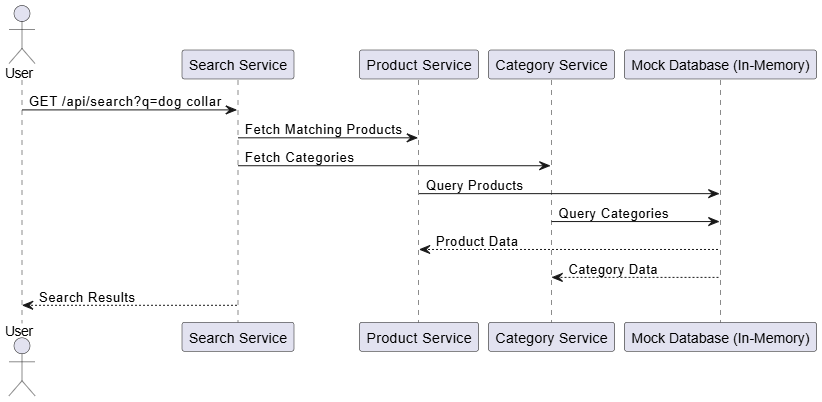 User
Search Service
Product Service
Category Service
Mock Database (In-Memory)
GET /api/search?q=dog collar
Fetch Matching Products
Fetch Categories
Query Products
Query Categories
Product Data
Category Data
Search Results
User
Search Service
Product Service
Category Service
Mock Database (In-Memory)